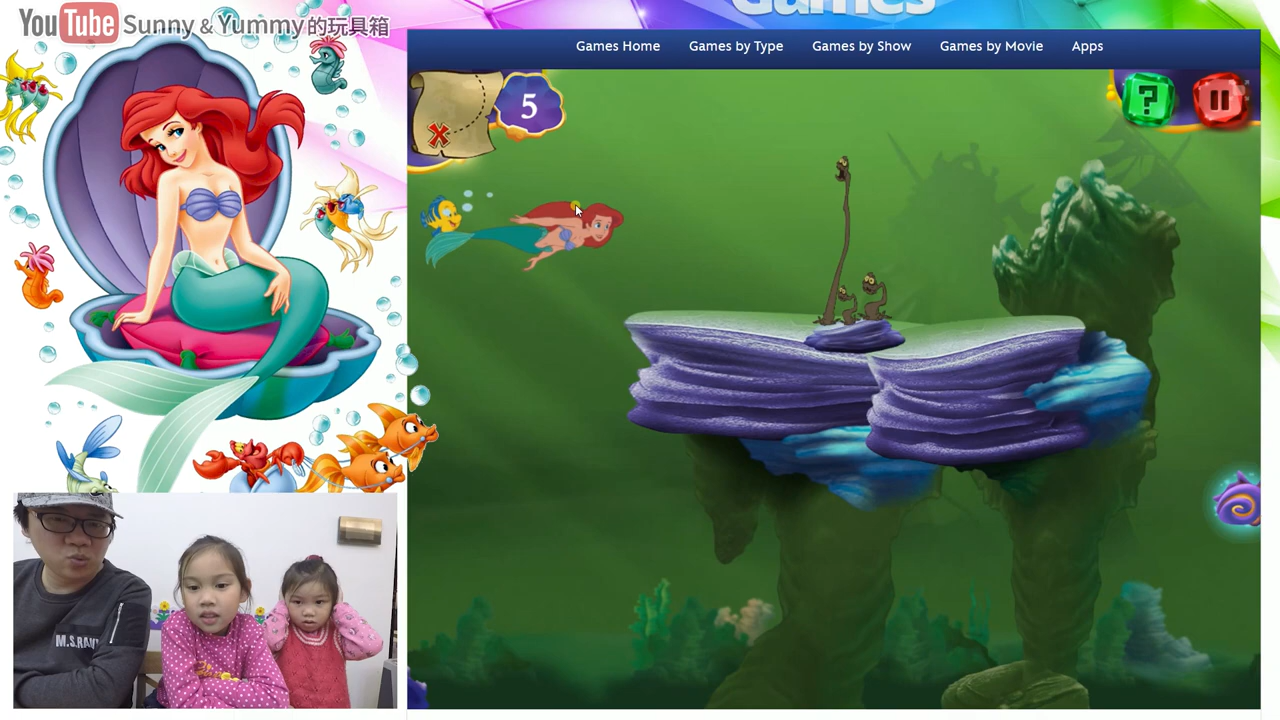 YouTube Sunny & Yummy的玩具箱
Games
Games Home Games by Type Games by Show Games by Movie Apps
5
?
M.S.RAW